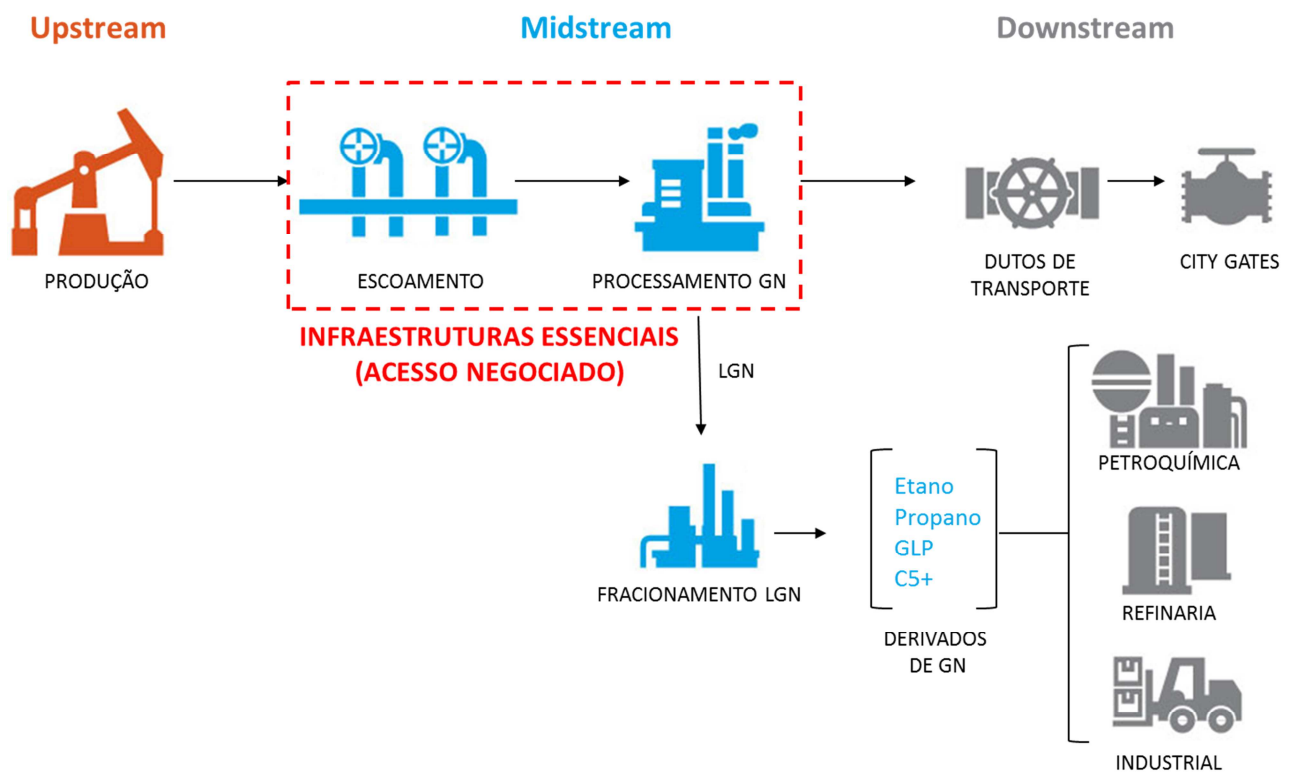 Upstream
Midstream
Downstream
PRODUÇÃO
ESCOAMENTO
PROCESSAMENTO GN
DUTOS DE
TRANSPORTE
CITY GATES
INFRAESTRUTURAS ESSENCIAIS
(ACESSO NEGOCIADO)
LGN
PETROQUÍMICA
Etano
Propano
GLP
C5+
FRACIONAMENTO LGN
DERIVADOS
DE GN
REFINARIA
INDUSTRIAL